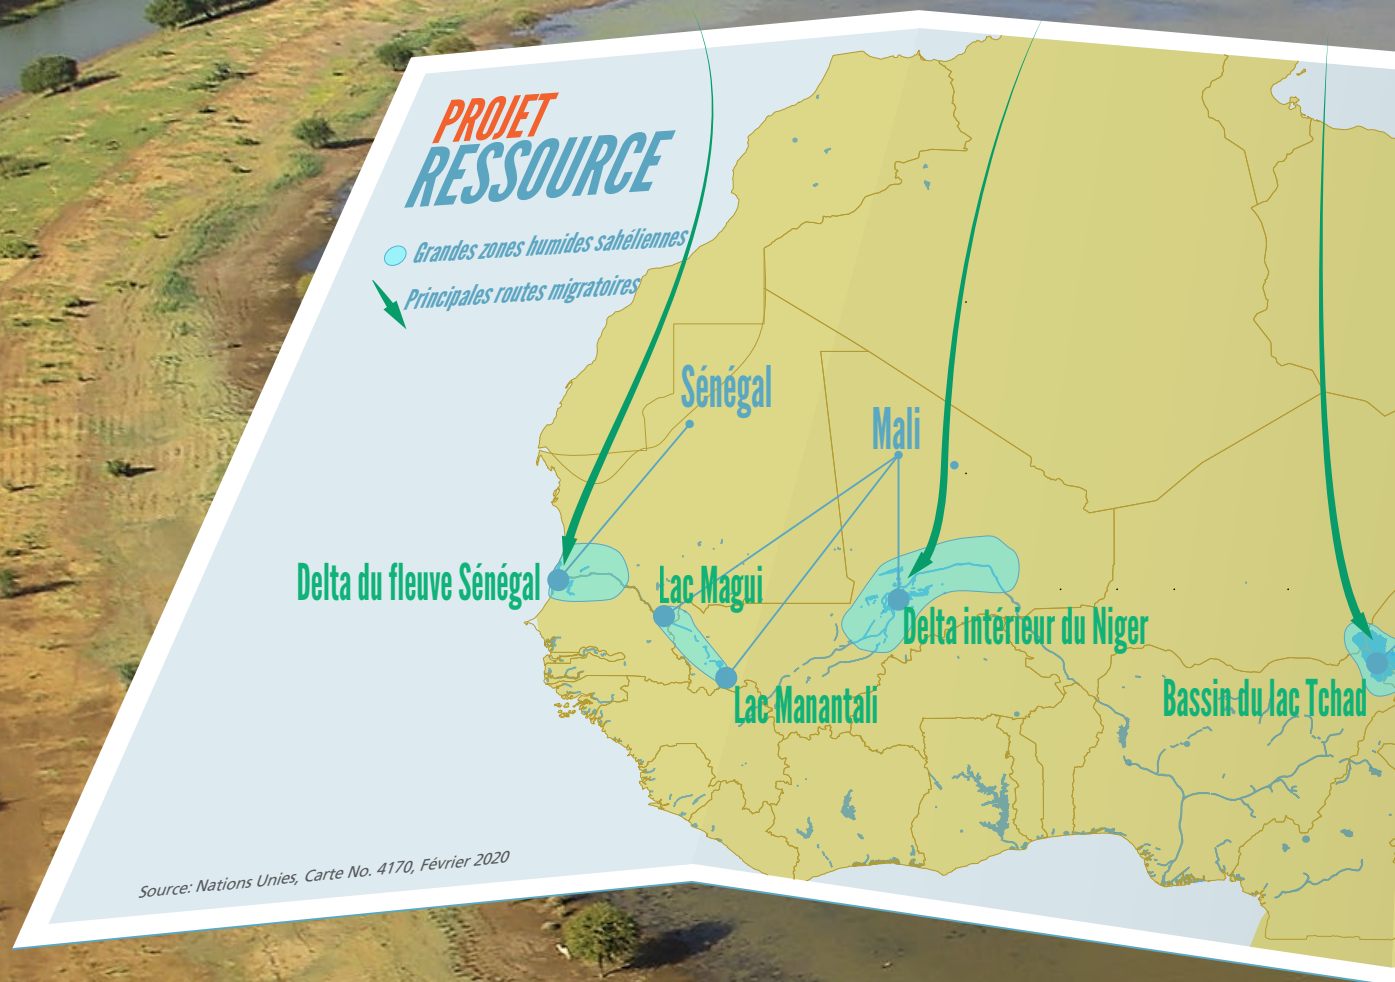 PROJET
RESSOURCE
Grandes zones humides sahéliennes
Principales routes migratoires
Sénégal
Mali
Delta du fleuve Sénégal
Lac Magui
Delta intérieur du Niger
Lac Manantali
Bassin du lac Tchad
Source: Nations Unies, Carte No. 4170, Février 2020